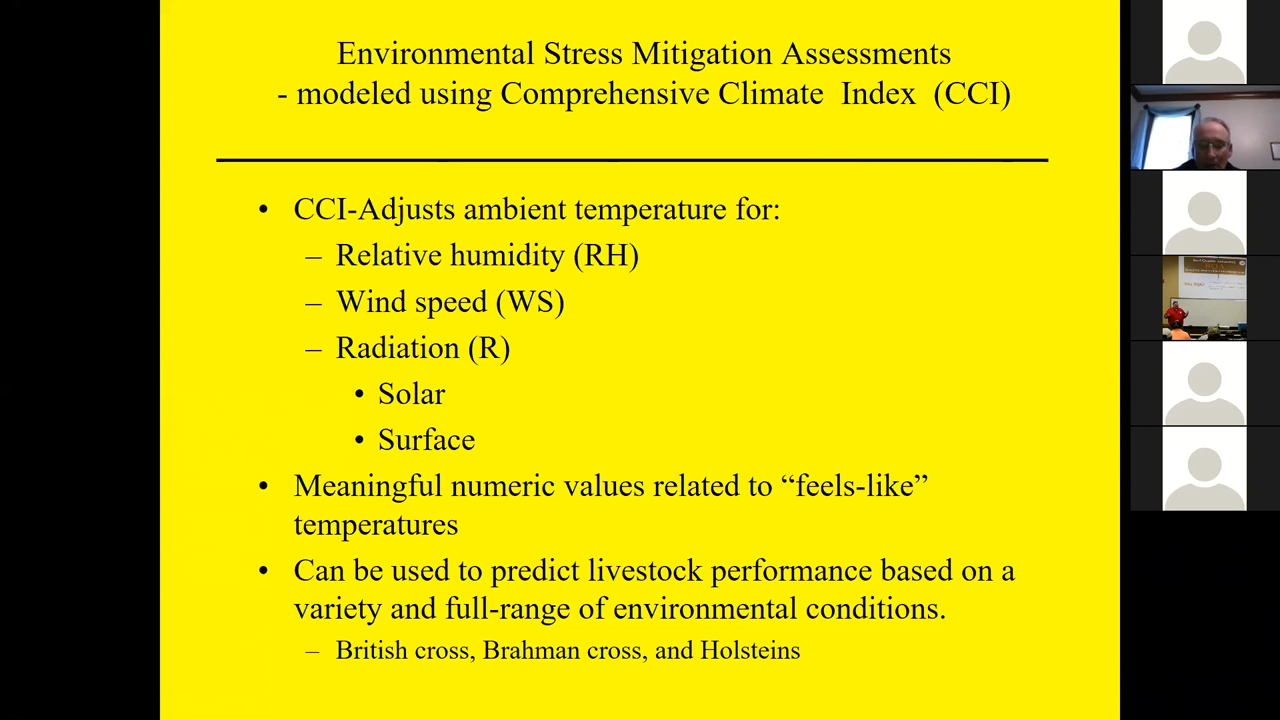 Environmental Stress Mitigation Assessments
- modeled using Comprehensive Climate Index (CCI)
• CCI-Adjusts ambient temperature for:
– Relative humidity (RH)
– Wind speed (WS)
– Radiation (R)
• Solar
• Surface
• Meaningful numeric values related to “feels-like”
temperatures
• Can be used to predict livestock performance based on a
variety and full-range of environmental conditions.
– British cross, Brahman cross, and Holsteins